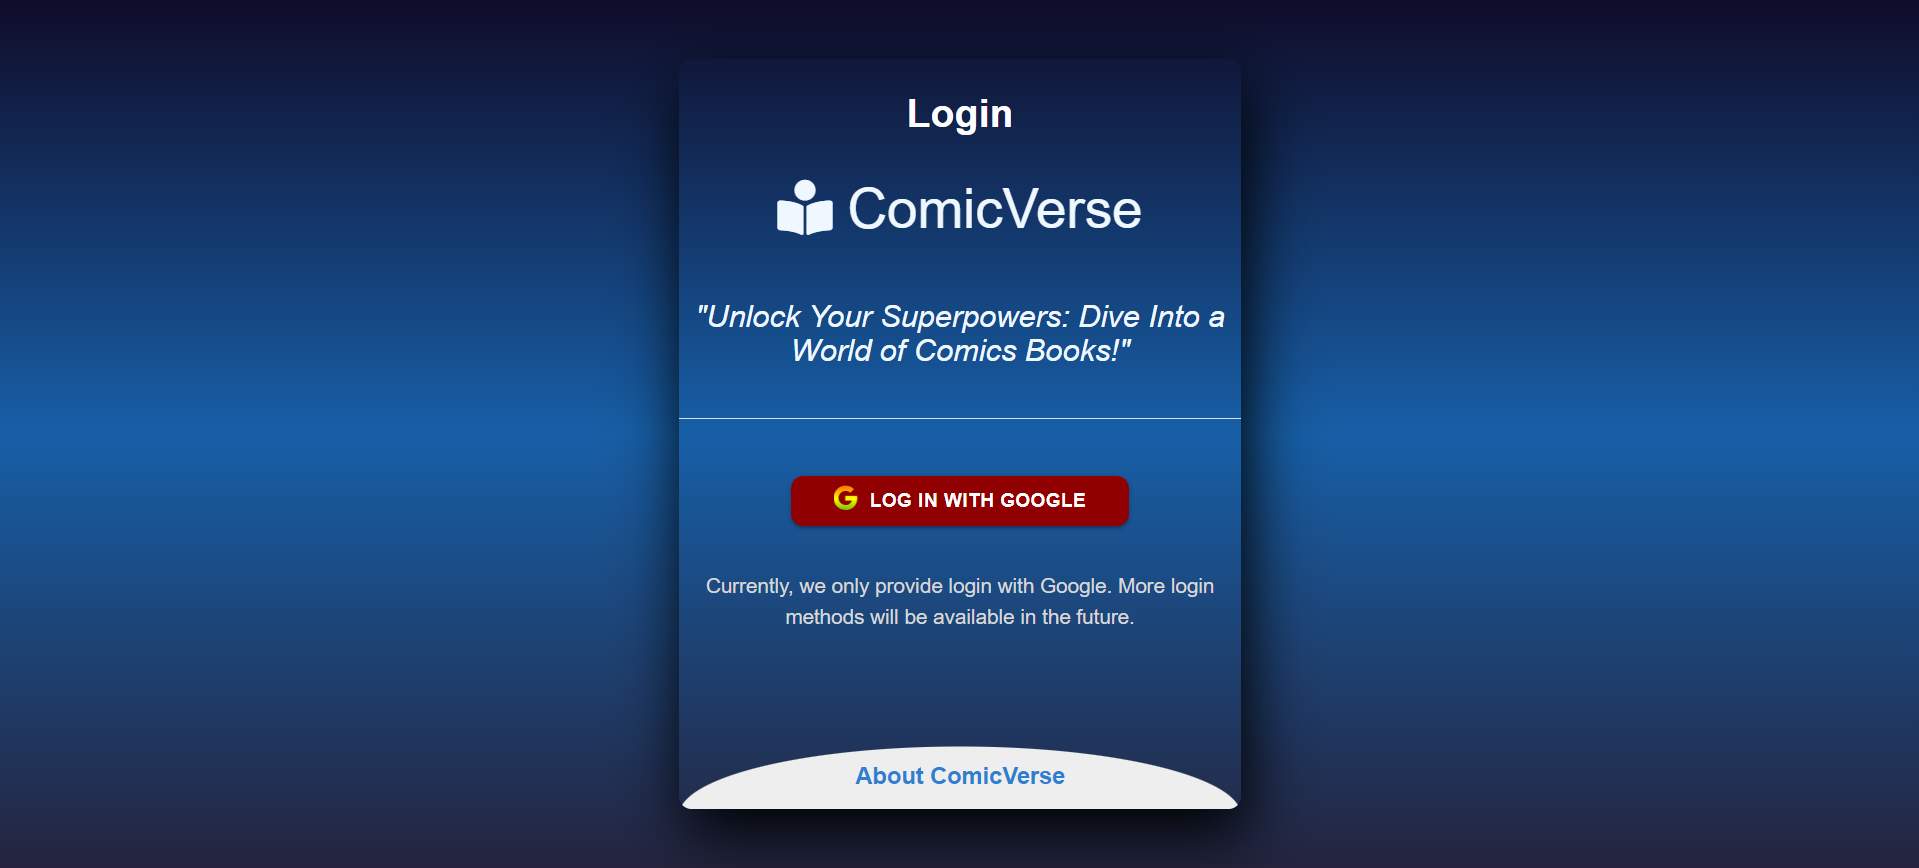 Login
ComicVerse
"Unlock Your Superpowers: Dive Into a
World of Comics Books!"
LOG IN WITH GOOGLE
Currently, we only provide login with Google. More login
methods will be available in the future.
About ComicVerse